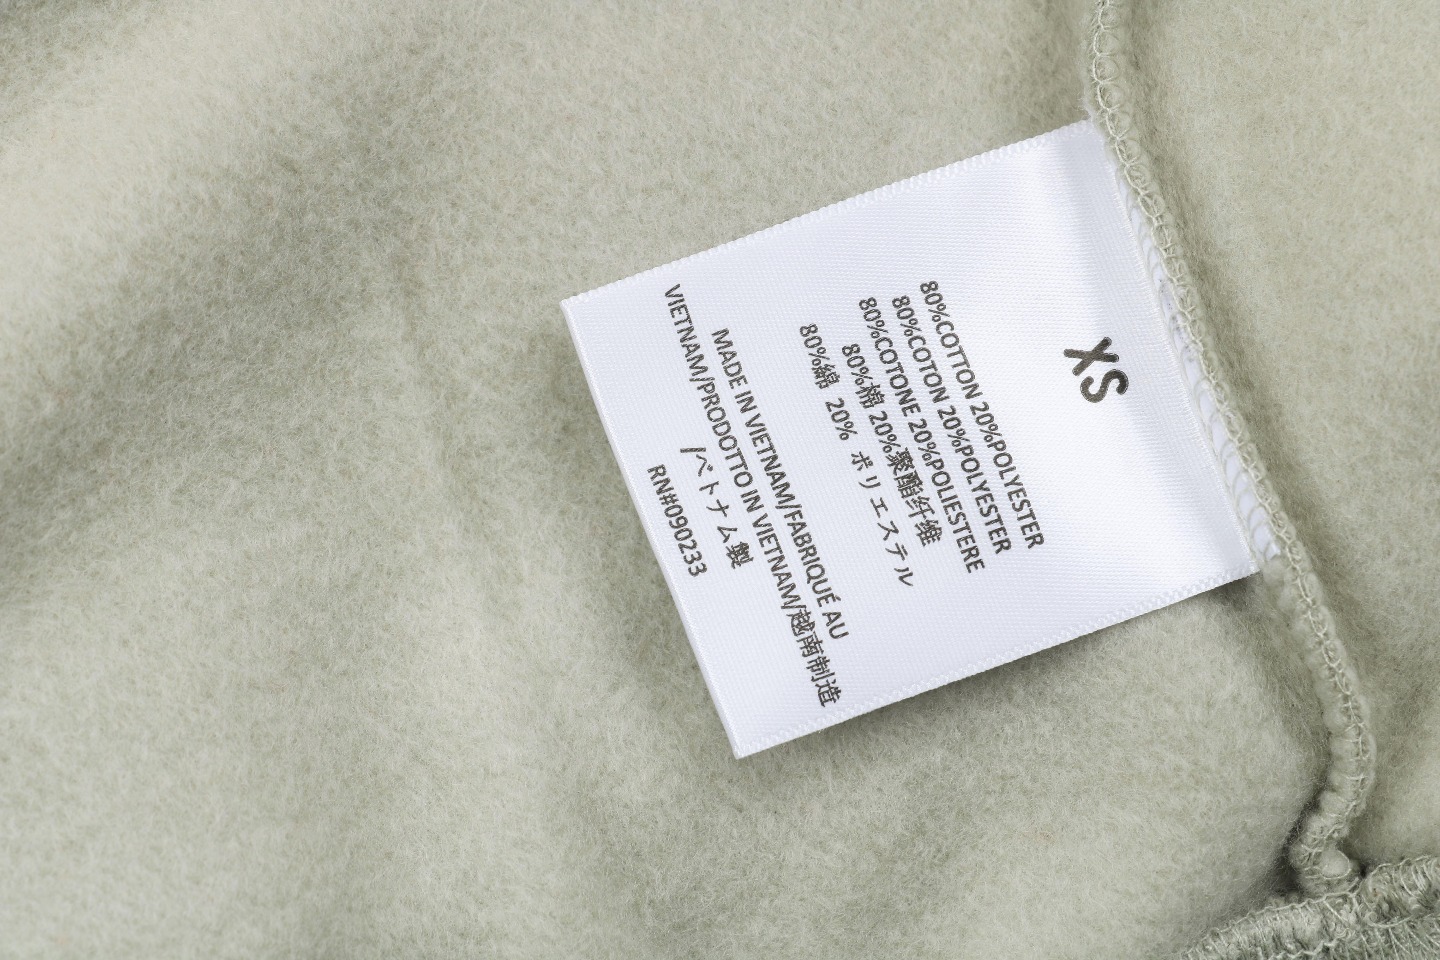 XS
80%COTTON 20%POLYESTER
80%COTON 20%POLYESTER
80%COTONE 20%POLIESTERE
80%棉 20%聚酯纤维
80%綿 20% ポリエステル
MADE IN VIETNAM/FABRIQUÉ AU
VIETNAM/PRODOTTO IN VIETNAM/越南制造
/ベトナム製
RN#090233